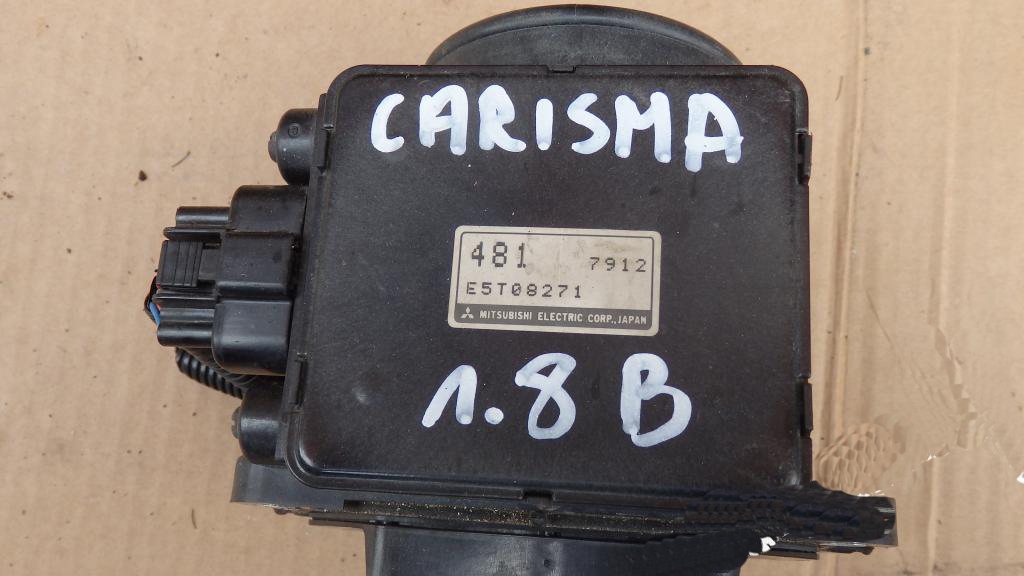 CARISMA
481 7912
E5T08271
MITSUBISHI ELECTRIC CORP., JAPAN
1.8 B